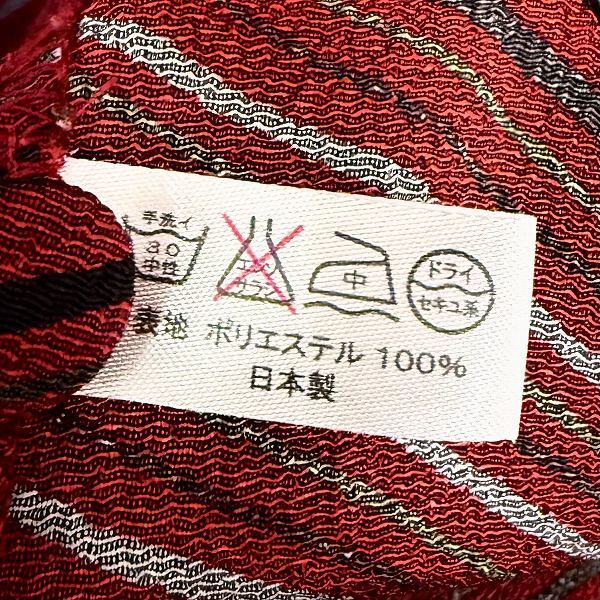 手洗イ
30
中性
エンソ
サラシ
中
ドライ
セキユ系
表地 ポリエステル 100%
日本製